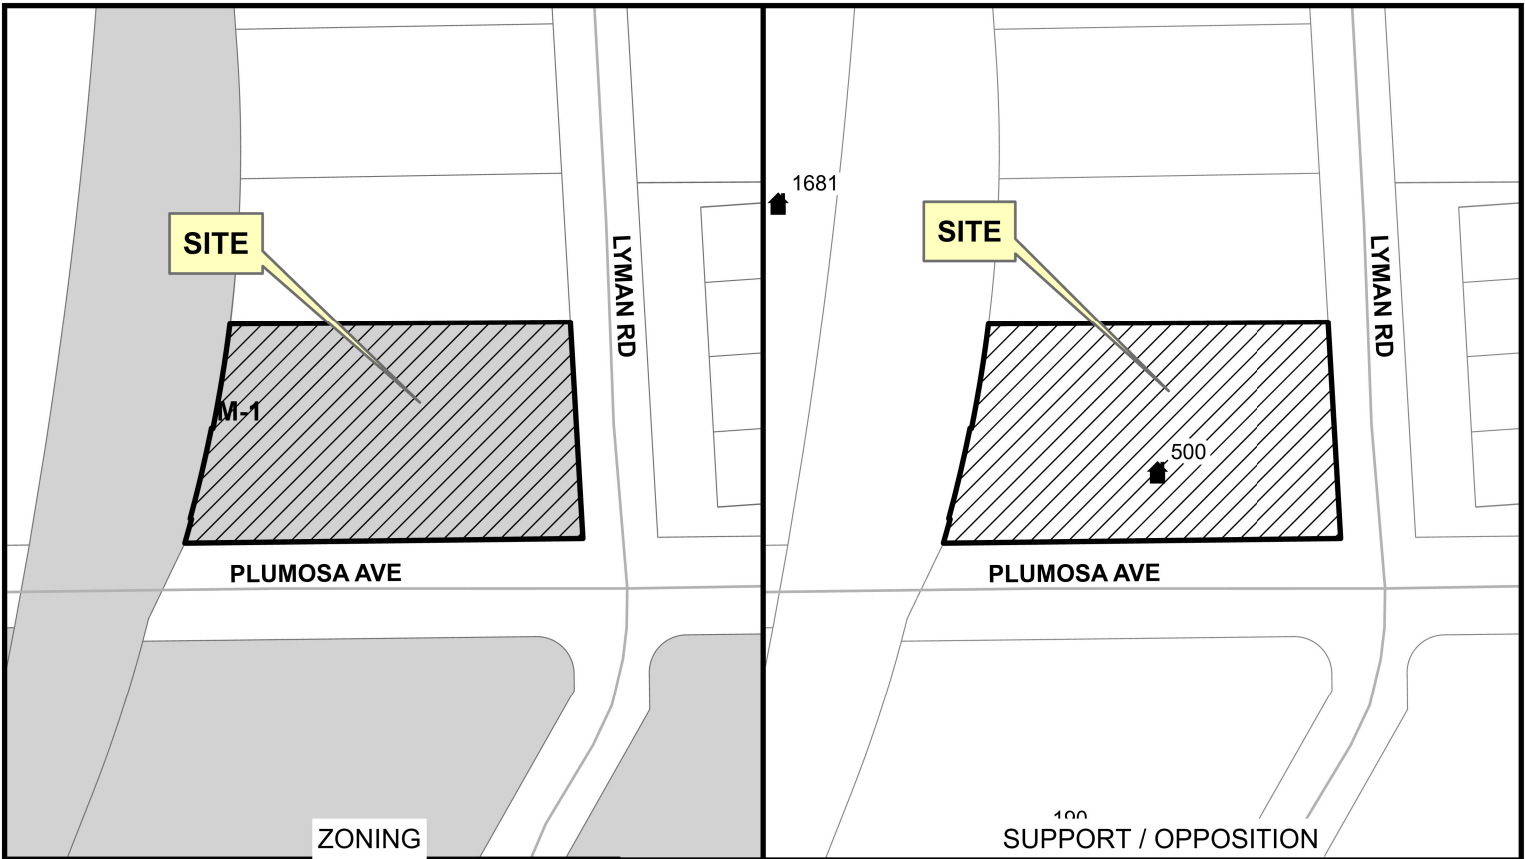 SITE
LYMAN RD
M-1
PLUMOSA AVE
ZONING
1681
SITE
LYMAN RD
500
PLUMOSA AVE
SUPPORT / OPPOSITION